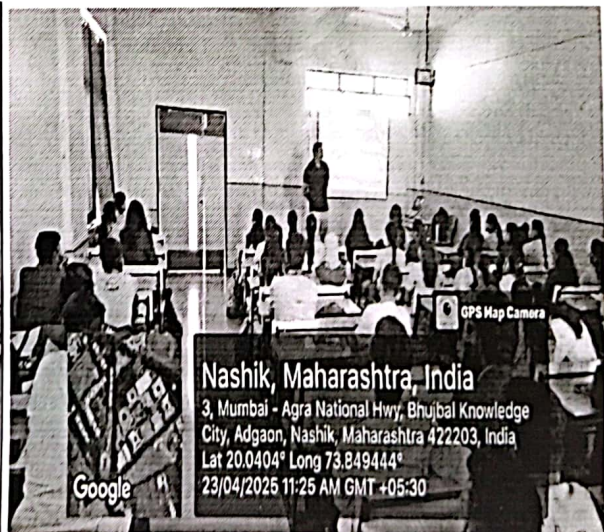 GPS Map Camera
Nashik, Maharashtra, India
3, Mumbai - Agra National Hwy, Bhujbal Knowledge
City, Adgaon, Nashik, Maharashtra 422203, India
Lat 20.0404° Long 73.849444°
23/04/2025 11:25 AM GMT +05:30
Google